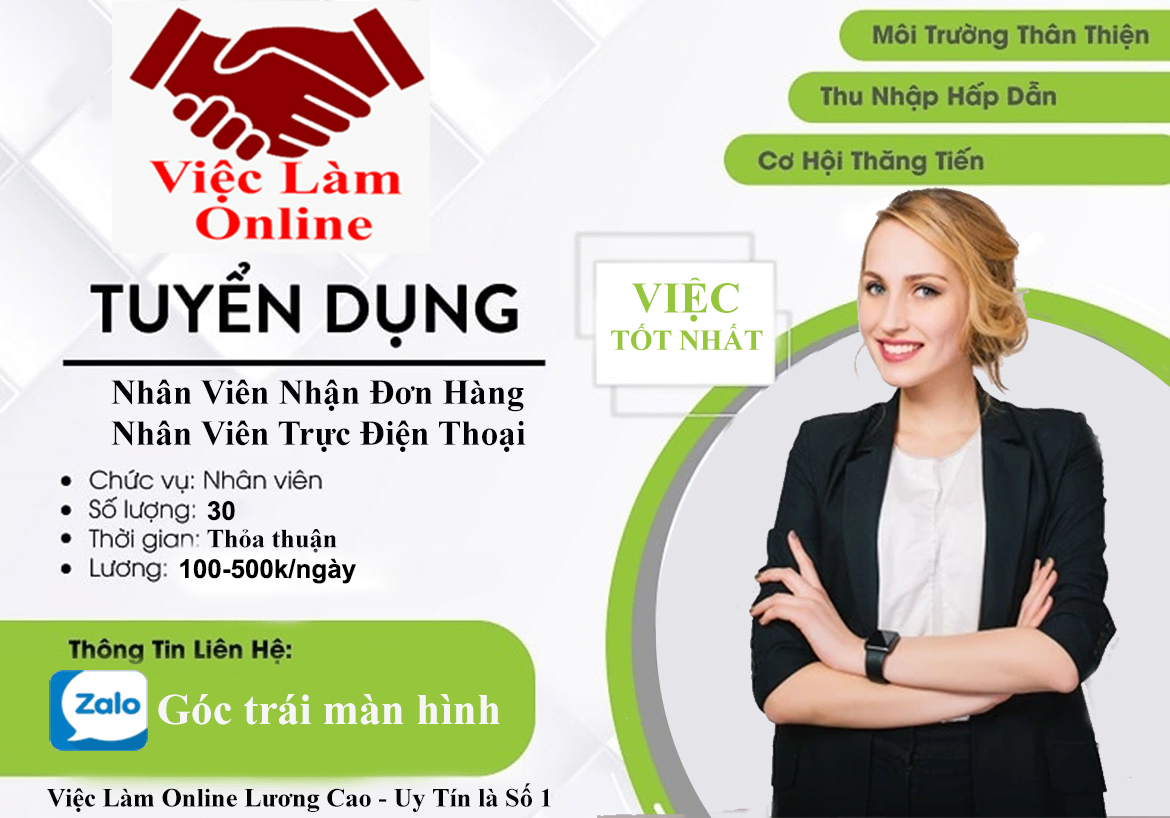 Việc Làm
Online
Môi Trường Thân Thiện
Thu Nhập Hấp Dẫn
Cơ Hội Thăng Tiến
TUYỂN DỤNG
Nhân Viên Nhận Đơn Hàng
Nhân Viên Trực Điện Thoại
• Chức vụ: Nhân viên
• Số lượng: 30
• Thời gian: Thỏa thuận
• Lương: 100-500k/ngày
VIỆC
TỐT NHẤT
Thông Tin Liên Hệ:
Zalo Góc trái màn hình
Việc Làm Online Lương Cao - Uy Tín là Số 1